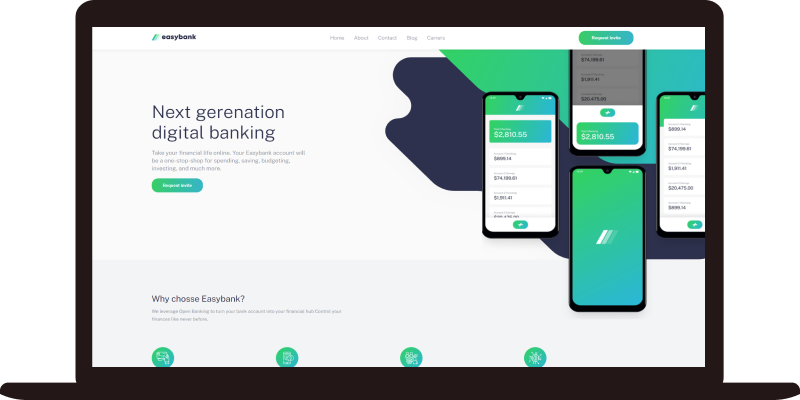 easybank
Home About Contact Blog Carriers
Request Invite
Next gerenation
digital banking
Take your financial life online. Your Easybank account will
be a one-stop-shop for spending, saving, budgeting,
investing, and much more.
Request Invite
$2,810.55
$899.14
$74,199.61
$1,911.41
$74,199.61
$1,911.41
$20,475.00
$2,810.55
$899.14
$74,199.61
$1,911.41
$20,475.00
$899.14
Why chosse Easybank?
We leverage Open Banking to turn your bank account into your financial hub Control your
finances like never before.